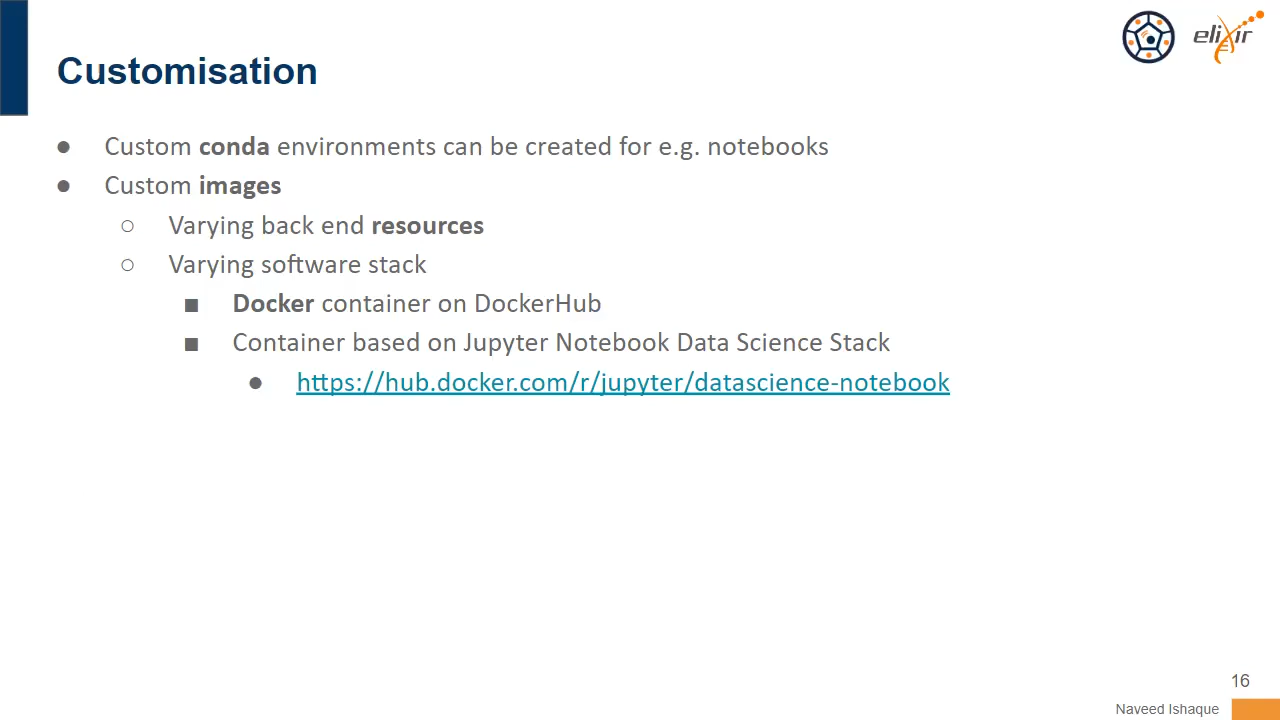 elixir
Customisation
● Custom conda environments can be created for e.g. notebooks
● Custom images
○ Varying back end resources
○ Varying software stack
■ Docker container on DockerHub
■ Container based on Jupyter Notebook Data Science Stack
● https://hub.docker.com/r/jupyter/datascience-notebook
16
Naveed Ishaque